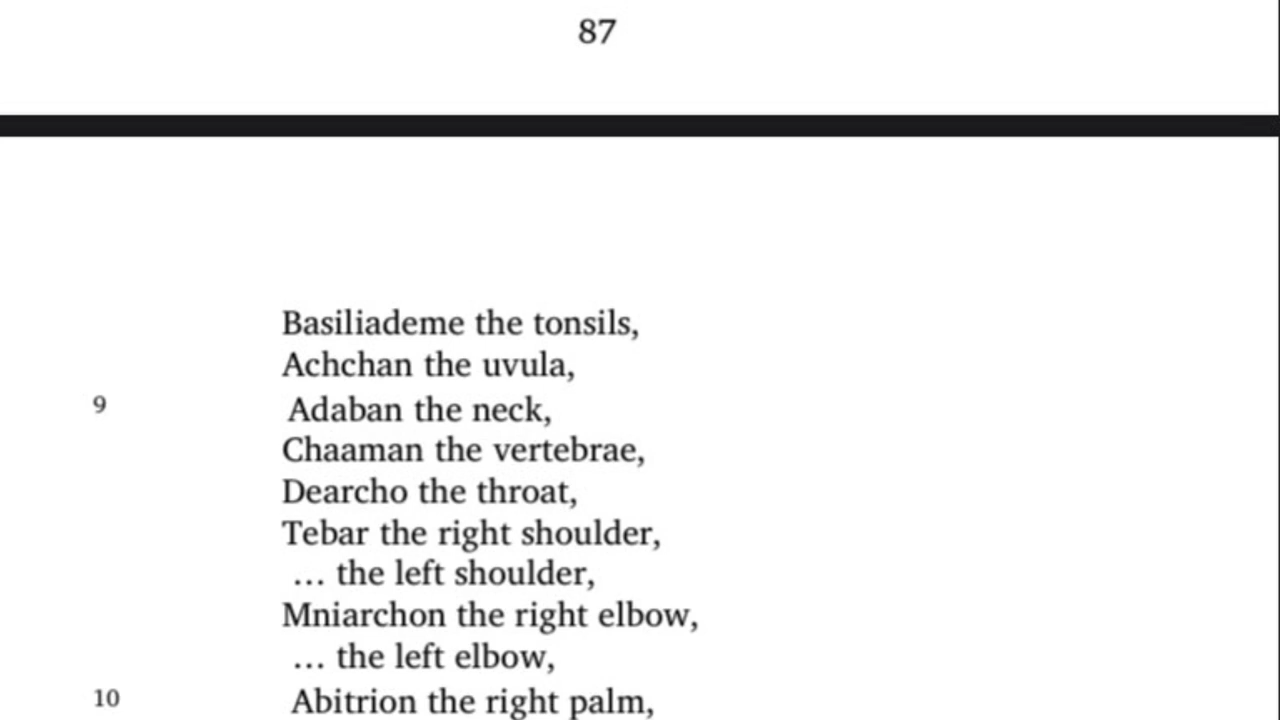 87
Basiliademe the tonsils,
Achchan the uvula,
9 Adaban the neck,
Chaaman the vertebrae,
Dearcho the throat,
Tebar the right shoulder,
… the left shoulder,
Mniarchon the right elbow,
… the left elbow,
10 Abitrion the right palm,